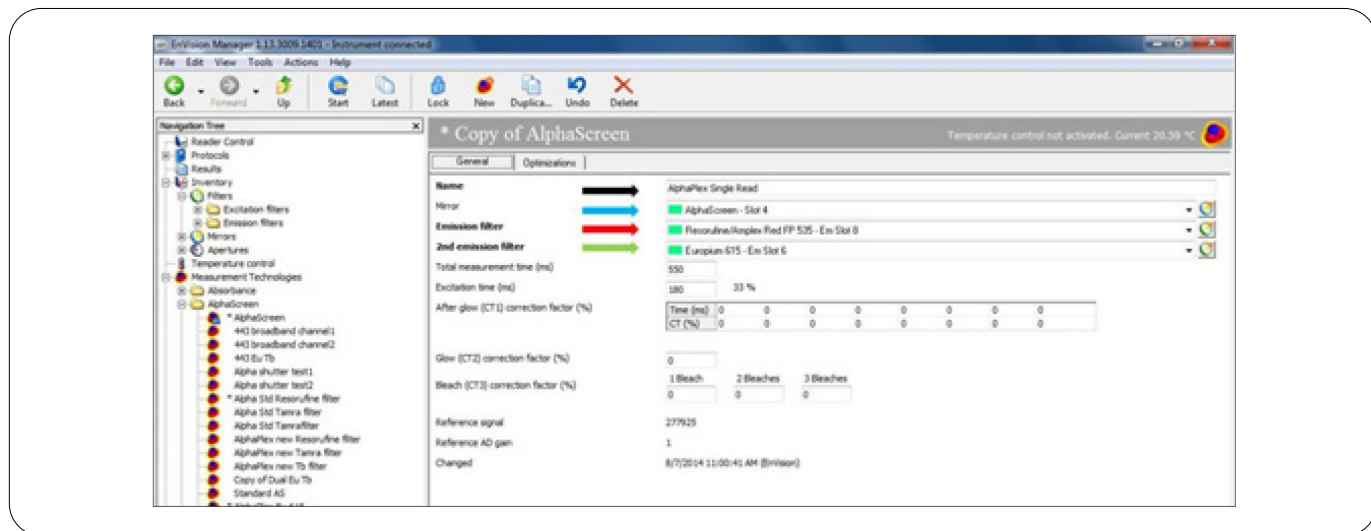 EnVision Manager 1.13.3009.1401 - Instrument connected
File Edit View Tools Actions Help
Back Forward Up Start Latest Lock New Duplica... Undo Delete
Navigation Tree
Reader Control
Protocols
Results
Inventory
Filters
Excitation filters
Emission filters
Mirrors
Apertures
Temperature control
Measurement Technologies
Absorbance
AlphaScreen
* AlphaScreen
443 broadband channel1
443 broadband channel2
443 Eu Tb
Alpha shutter test1
Alpha shutter test2
* Alpha Std Resorufine filter
Alpha Std Tamra filter
Alpha Std Tamrafilter
AlphaPlex new Resorufine filter
AlphaPlex new Tamra filter
AlphaPlex new Tb filter
Copy of Dual Eu Tb
Standard AS
* Copy of AlphaScreen
Temperature control not activated. Current 20.59 °C
General Optimizations
Name AlphaPlex Single Read
Mirror AlphaScreen - Slot 4
Emission filter Resorufine/Amplex Red FP 535 - Em Slot 8
2nd emission filter Europium 615 - Em Slot 6
Total measurement time (ms) 550
Excitation time (ms) 180 33 %
After glow (CT1) correction factor (%) Time (ms) 0 0 0 0 0 0 0 0
CT (%) 0 0 0 0 0 0 0 0
Glow (CT2) correction factor (%) 0
1 Bleach 2 Bleaches 3 Bleaches
Bleach (CT3) correction factor (%) 0 0 0
Reference signal 277925
Reference AD gain 1
Changed 8/7/2014 11:00:41 AM (EnVision)